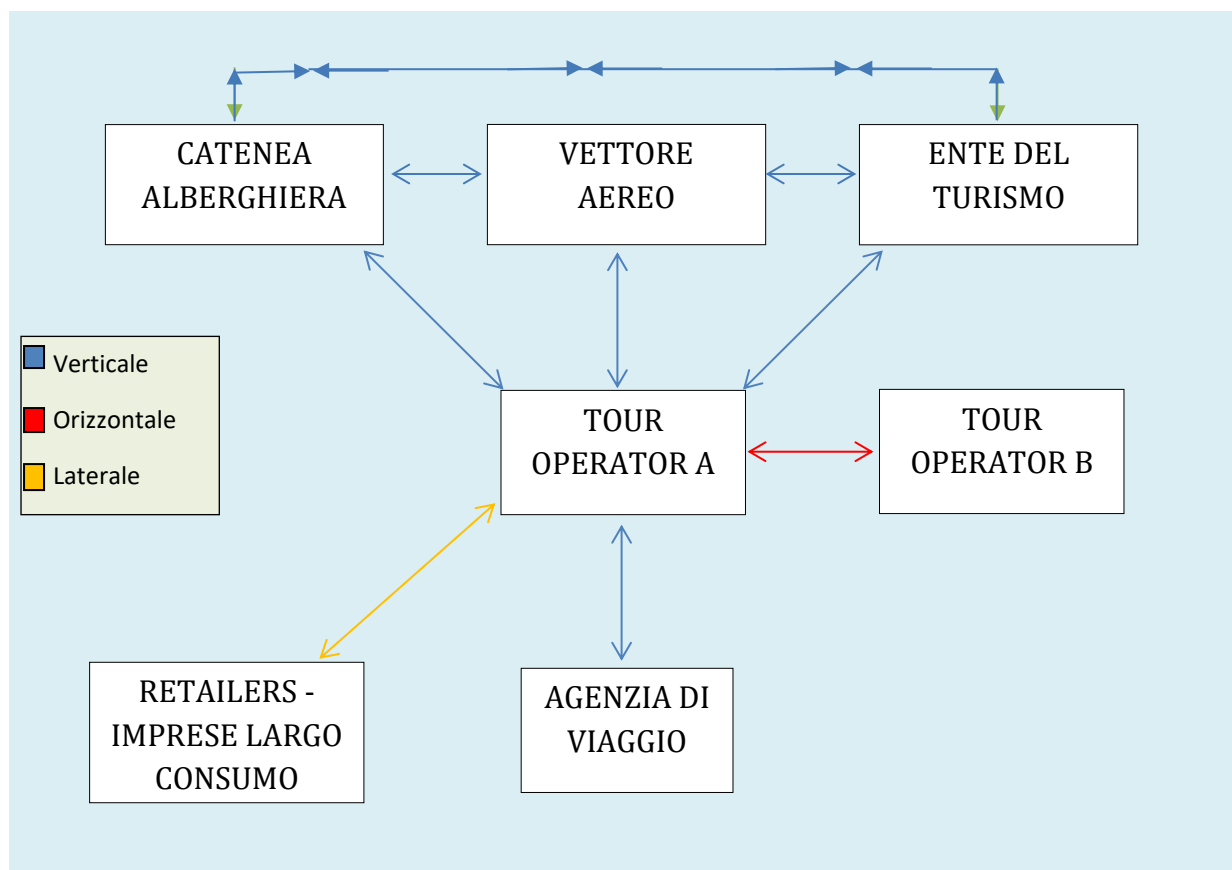 CATENEA
ALBERGHIERA
VETTORE
AEREO
ENTE DEL
TURISMO
Verticale
Orizzontale
Laterale
TOUR
OPERATOR A
TOUR
OPERATOR B
RETAILERS -
IMPRESE LARGO
CONSUMO
AGENZIA DI
VIAGGIO